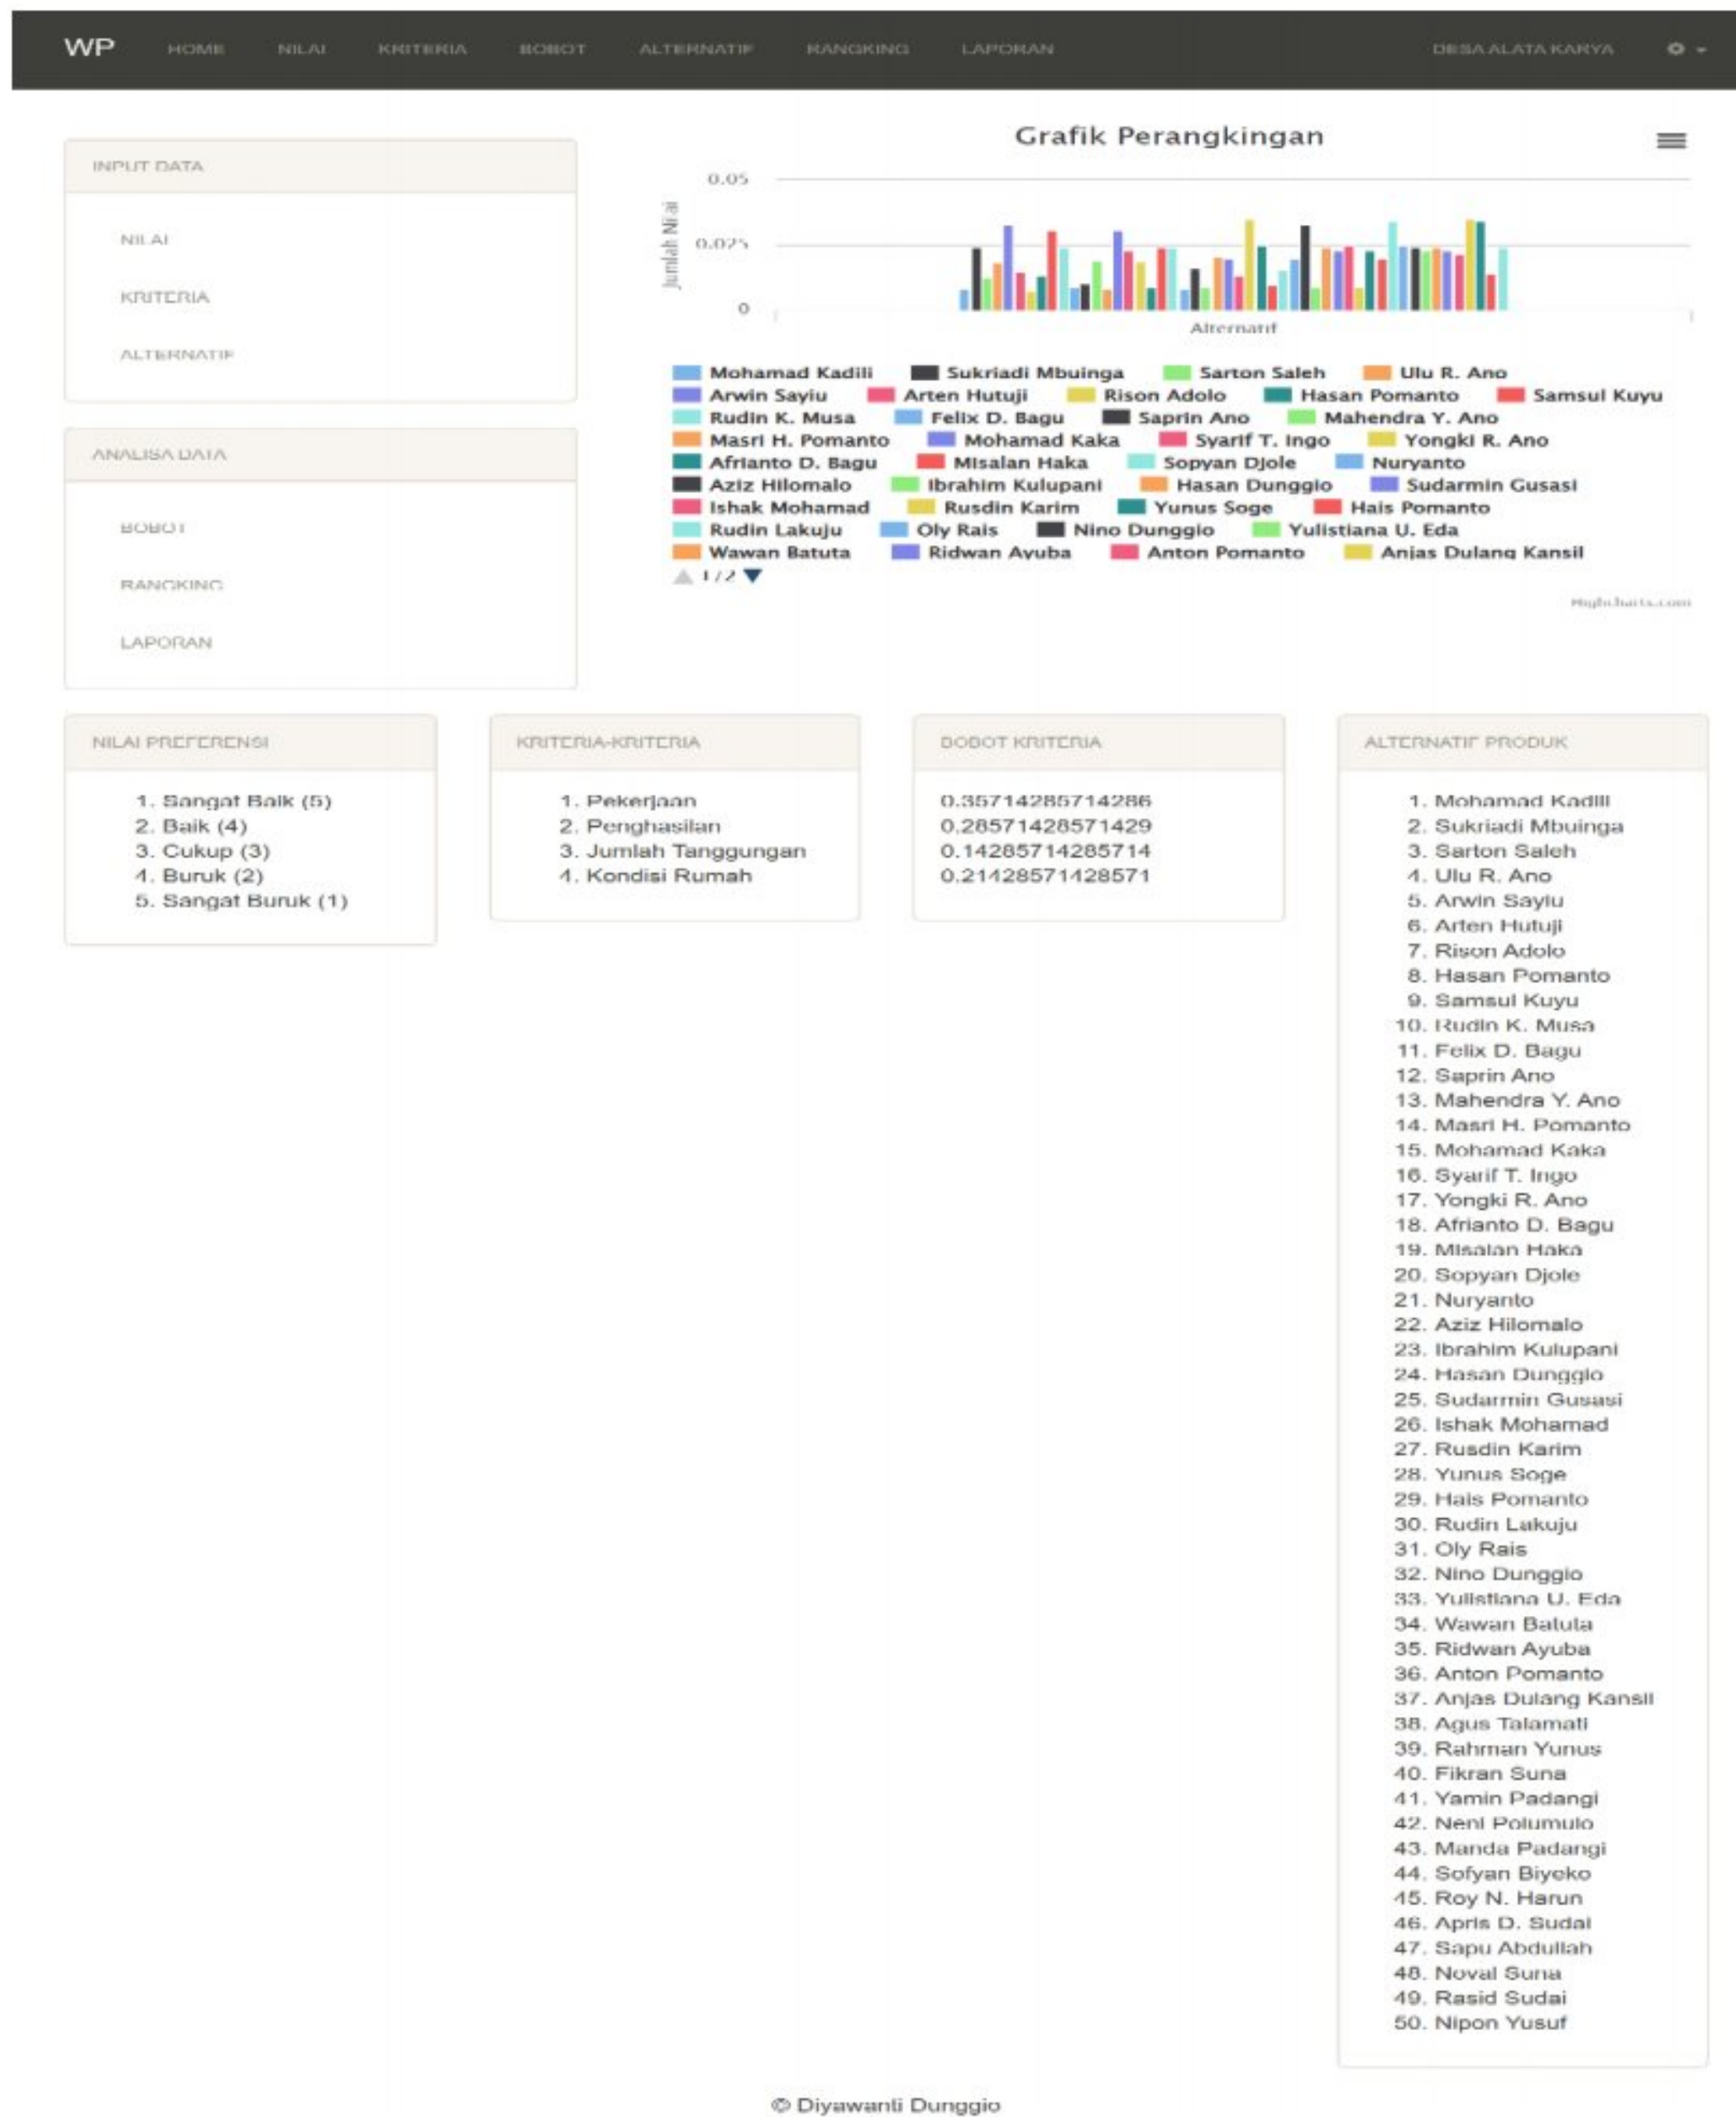 WP HOME NILAI KRITERIA BOBOT ALTERNATIF RANGKING LAPORAN DESA ALATA KARYA
INPUT DATA
NILAI
KRITERIA
ALTERNATIF
ANALISA DATA
BOBOT
RANGKING
LAPORAN
Grafik Perangkingan
Jumlah Nilai
0.05
0.025
0
Alternatif
Mohamad Kadili Sukriadi Mbuinga Sarton Saleh Ulu R. Ano
Arwin Sayiu Arten Hutuji Rison Adolo Hasan Pomanto Samsul Kuyu
Rudin K. Musa Felix D. Bagu Saprin Ano Mahendra Y. Ano
Masri H. Pomanto Mohamad Kaka Syarif T. Ingo Yongki R. Ano
Afrianto D. Bagu Misalan Haka Sopyan Djole Nuryanto
Aziz Hilomalo Ibrahim Kulupani Hasan Dunggio Sudarmin Gusasi
Ishak Mohamad Rusdin Karim Yunus Soge Hais Pomanto
Rudin Lakuju Oly Rais Nino Dunggio Yulistiana U. Eda
Wawan Batuta Ridwan Ayuba Anton Pomanto Anjas Dulang Kansil
1/2
Highcharts.com
NILAI PREFERENSI
1. Sangat Baik (5)
2. Baik (4)
3. Cukup (3)
4. Buruk (2)
5. Sangat Buruk (1)
KRITERIA-KRITERIA
1. Pekerjaan
2. Penghasilan
3. Jumlah Tanggungan
4. Kondisi Rumah
BOBOT KRITERIA
0.35714285714286
0.28571428571429
0.14285714285714
0.21428571428571
ALTERNATIF PRODUK
1. Mohamad Kadili
2. Sukriadi Mbuinga
3. Sarton Saleh
4. Ulu R. Ano
5. Arwin Sayiu
6. Arten Hutuji
7. Rison Adolo
8. Hasan Pomanto
9. Samsul Kuyu
10. Rudin K. Musa
11. Felix D. Bagu
12. Saprin Ano
13. Mahendra Y. Ano
14. Masri H. Pomanto
15. Mohamad Kaka
16. Syarif T. Ingo
17. Yongki R. Ano
18. Afrianto D. Bagu
19. Misalan Haka
20. Sopyan Djole
21. Nuryanto
22. Aziz Hilomalo
23. Ibrahim Kulupani
24. Hasan Dunggio
25. Sudarmin Gusasi
26. Ishak Mohamad
27. Rusdin Karim
28. Yunus Soge
29. Hais Pomanto
30. Rudin Lakuju
31. Oly Rais
32. Nino Dunggio
33. Yulistiana U. Eda
34. Wawan Batuta
35. Ridwan Ayuba
36. Anton Pomanto
37. Anjas Dulang Kansil
38. Agus Talamati
39. Rahman Yunus
40. Fikran Suna
41. Yamin Padangi
42. Neni Polumulo
43. Manda Padangi
44. Sofyan Biyeko
45. Roy N. Harun
46. Apris D. Sudai
47. Sapu Abdullah
48. Noval Suna
49. Rasid Sudai
50. Nipon Yusuf
© Diyawanti Dunggio